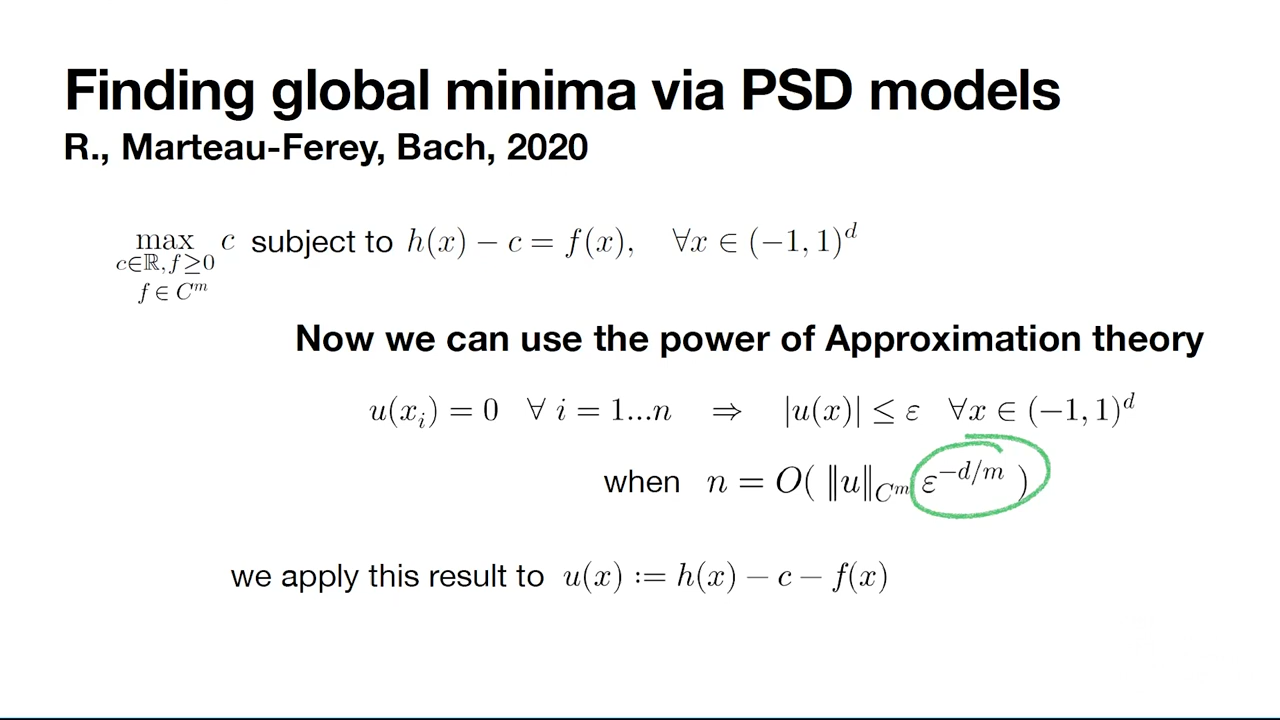 Finding global minima via PSD models
R., Marteau-Ferey, Bach, 2020
max c subject to h(x) − c = f(x), ∀x ∈ (−1, 1)^d
c∈ℝ, f≥0
f ∈ C^m
Now we can use the power of Approximation theory
u(x_i) = 0 ∀ i = 1...n ⇒ |u(x)| ≤ ε ∀x ∈ (−1, 1)^d
when n = O( ‖u‖_{C^m} ε^{−d/m} )
we apply this result to u(x) := h(x) − c − f(x)